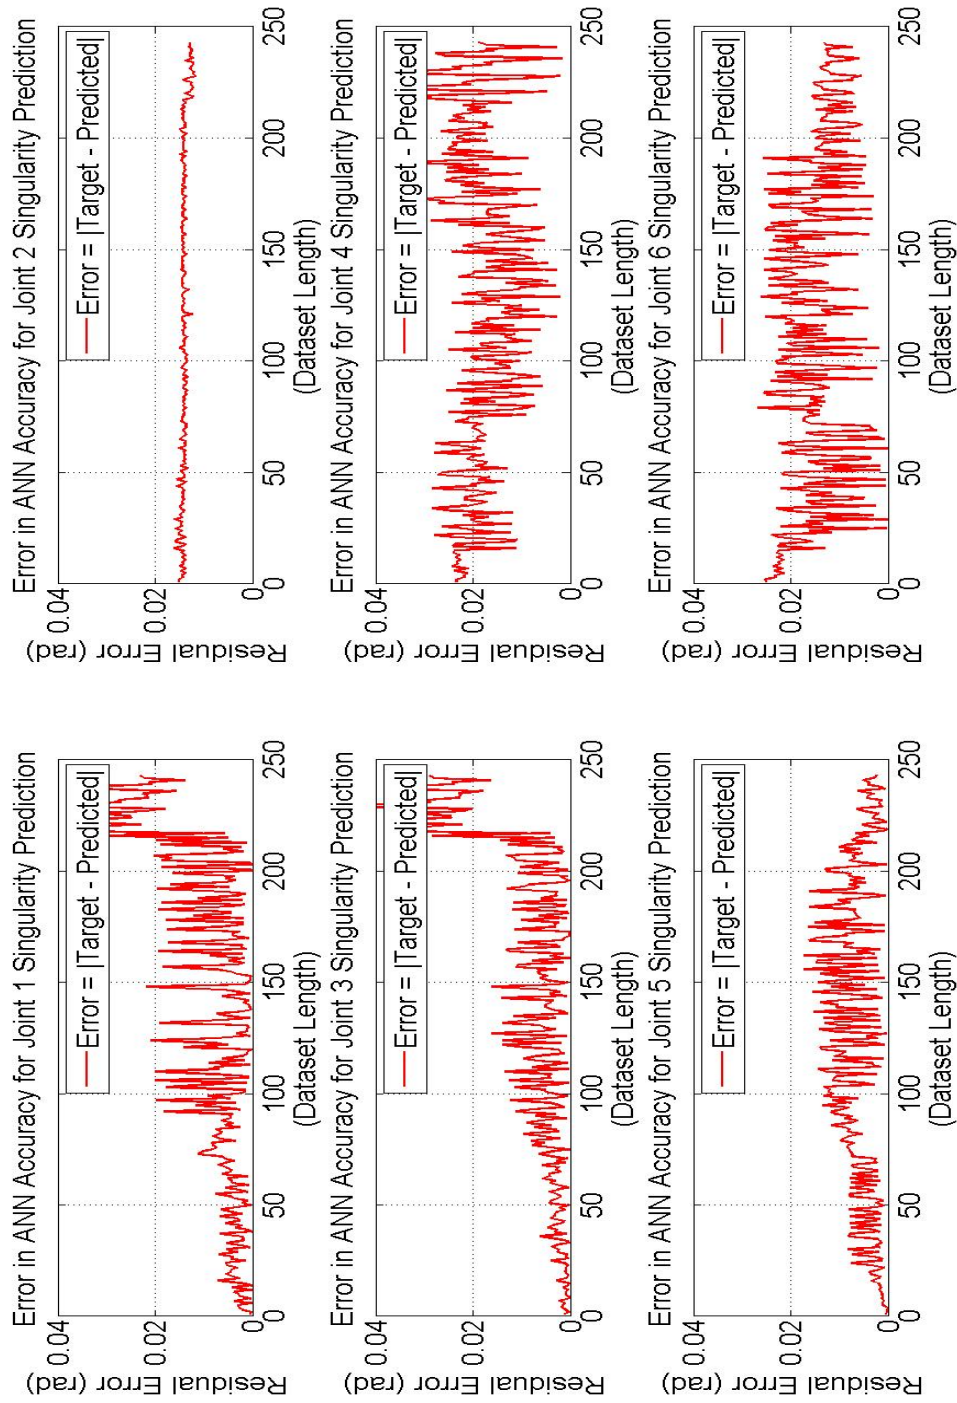 Error in ANN Accuracy for Joint 1 Singularity Prediction
Residual Error (rad)
0.04
0.02
0
Error = |Target - Predicted|
0 50 100 150 200 250
(Dataset Length)
Error in ANN Accuracy for Joint 2 Singularity Prediction
Residual Error (rad)
0.04
0.02
0
Error = |Target - Predicted|
0 50 100 150 200 250
(Dataset Length)
Error in ANN Accuracy for Joint 3 Singularity Prediction
Residual Error (rad)
0.04
0.02
0
Error = |Target - Predicted|
0 50 100 150 200 250
(Dataset Length)
Error in ANN Accuracy for Joint 4 Singularity Prediction
Residual Error (rad)
0.04
0.02
0
Error = |Target - Predicted|
0 50 100 150 200 250
(Dataset Length)
Error in ANN Accuracy for Joint 5 Singularity Prediction
Residual Error (rad)
0.04
0.02
0
Error = |Target - Predicted|
0 50 100 150 200 250
(Dataset Length)
Error in ANN Accuracy for Joint 6 Singularity Prediction
Residual Error (rad)
0.04
0.02
0
Error = |Target - Predicted|
0 50 100 150 200 250
(Dataset Length)